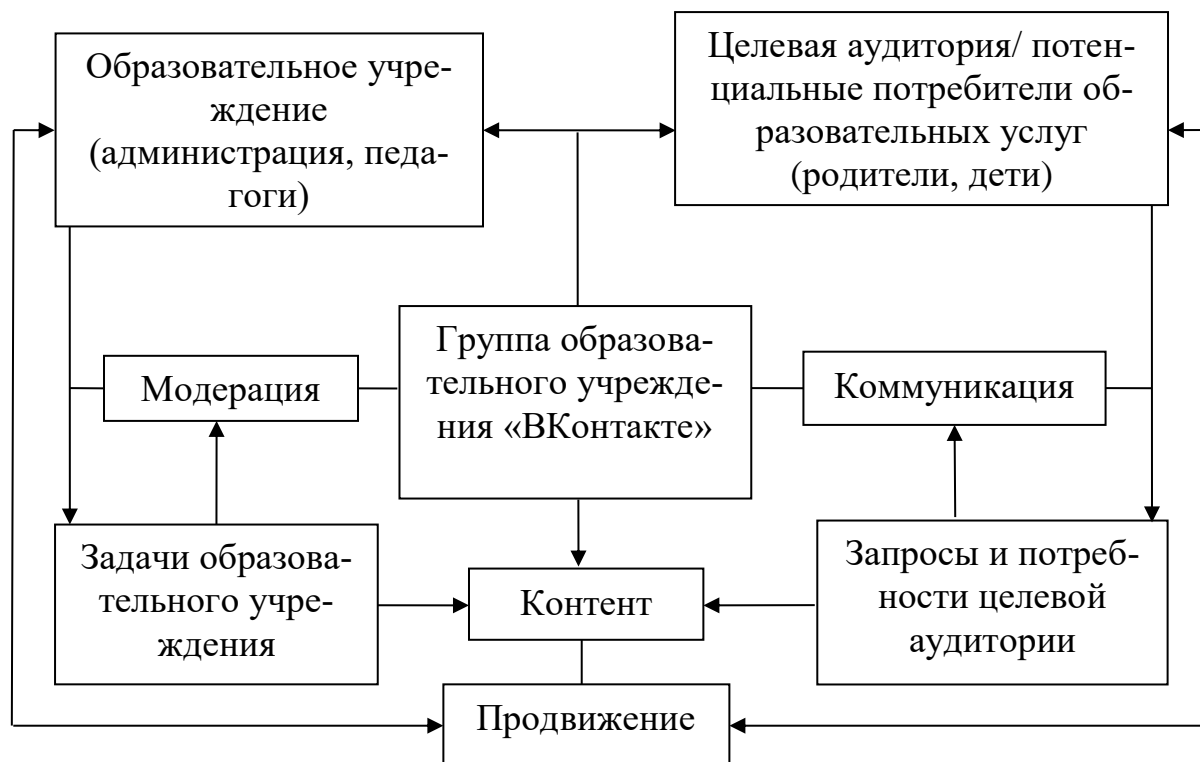 Образовательное учре-
ждение
(администрация, педа-
гоги)
Целевая аудитория/ потен-
циальные потребители об-
разовательных услуг
(родители, дети)
Модерация
Группа образова-
тельного учрежде-
ния «ВКонтакте»
Коммуникация
Задачи образова-
тельного учре-
ждения
Контент
Запросы и потреб-
ности целевой
аудитории
Продвижение